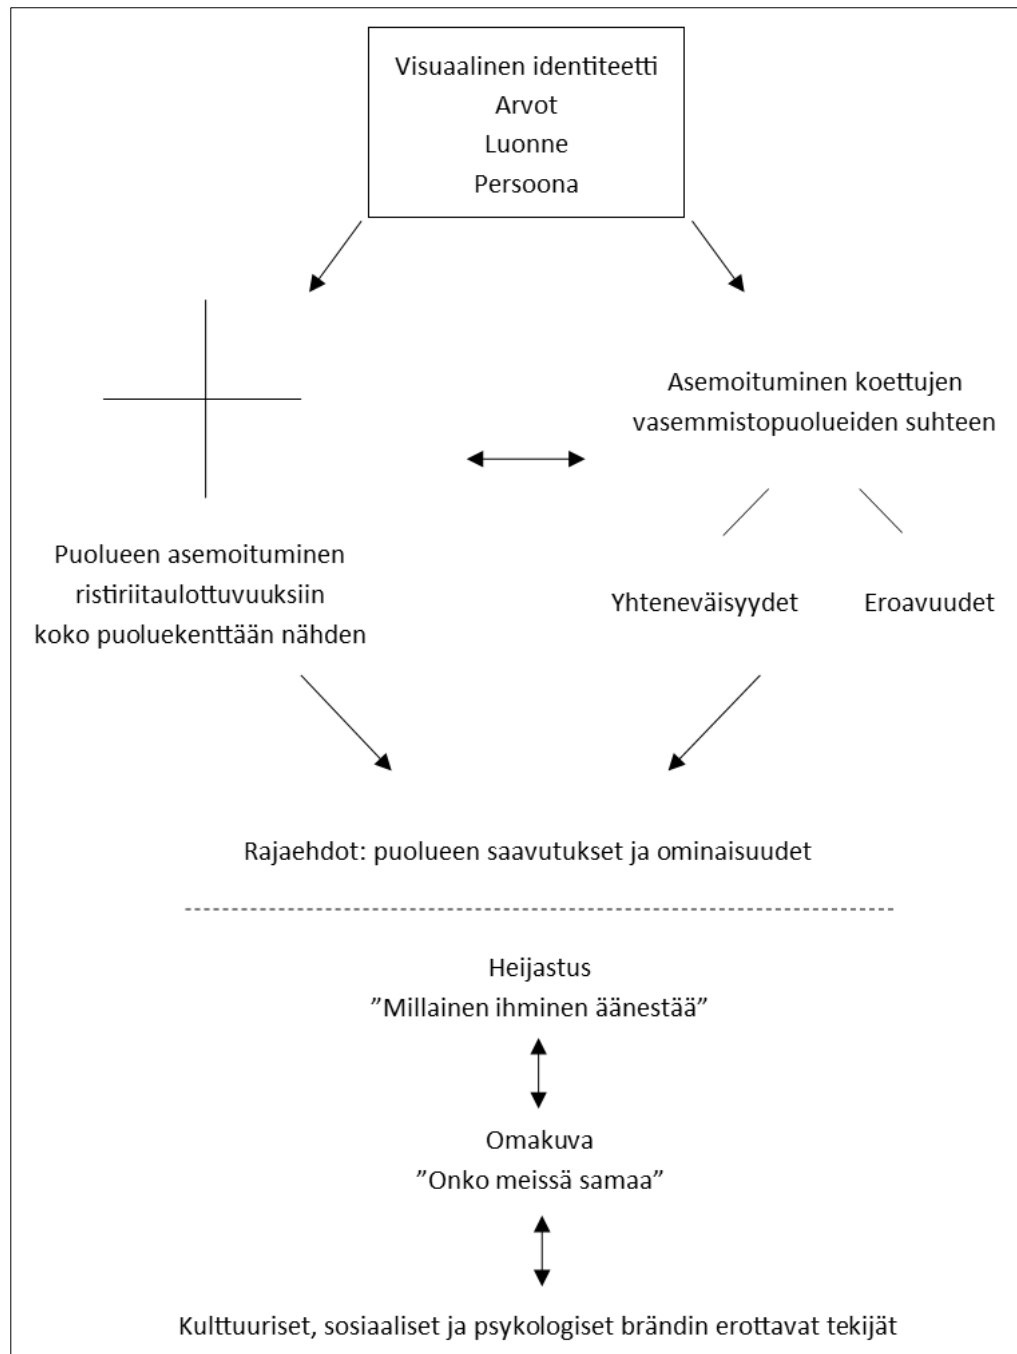 Visuaalinen identiteetti
Arvot
Luonne
Persoona
Asemoituminen koettujen
vasemmistopuolueiden suhteen
Puolueen asemoituminen
ristiriitaulottuvuuksiin
koko puoluekenttään nähden
Yhteneväisyydet
Eroavuudet
Rajaehdot: puolueen saavutukset ja ominaisuudet
Heijastus
”Millainen ihminen äänestää”
Omakuva
”Onko meissä samaa”
Kulttuuriset, sosiaaliset ja psykologiset brändin erottavat tekijät